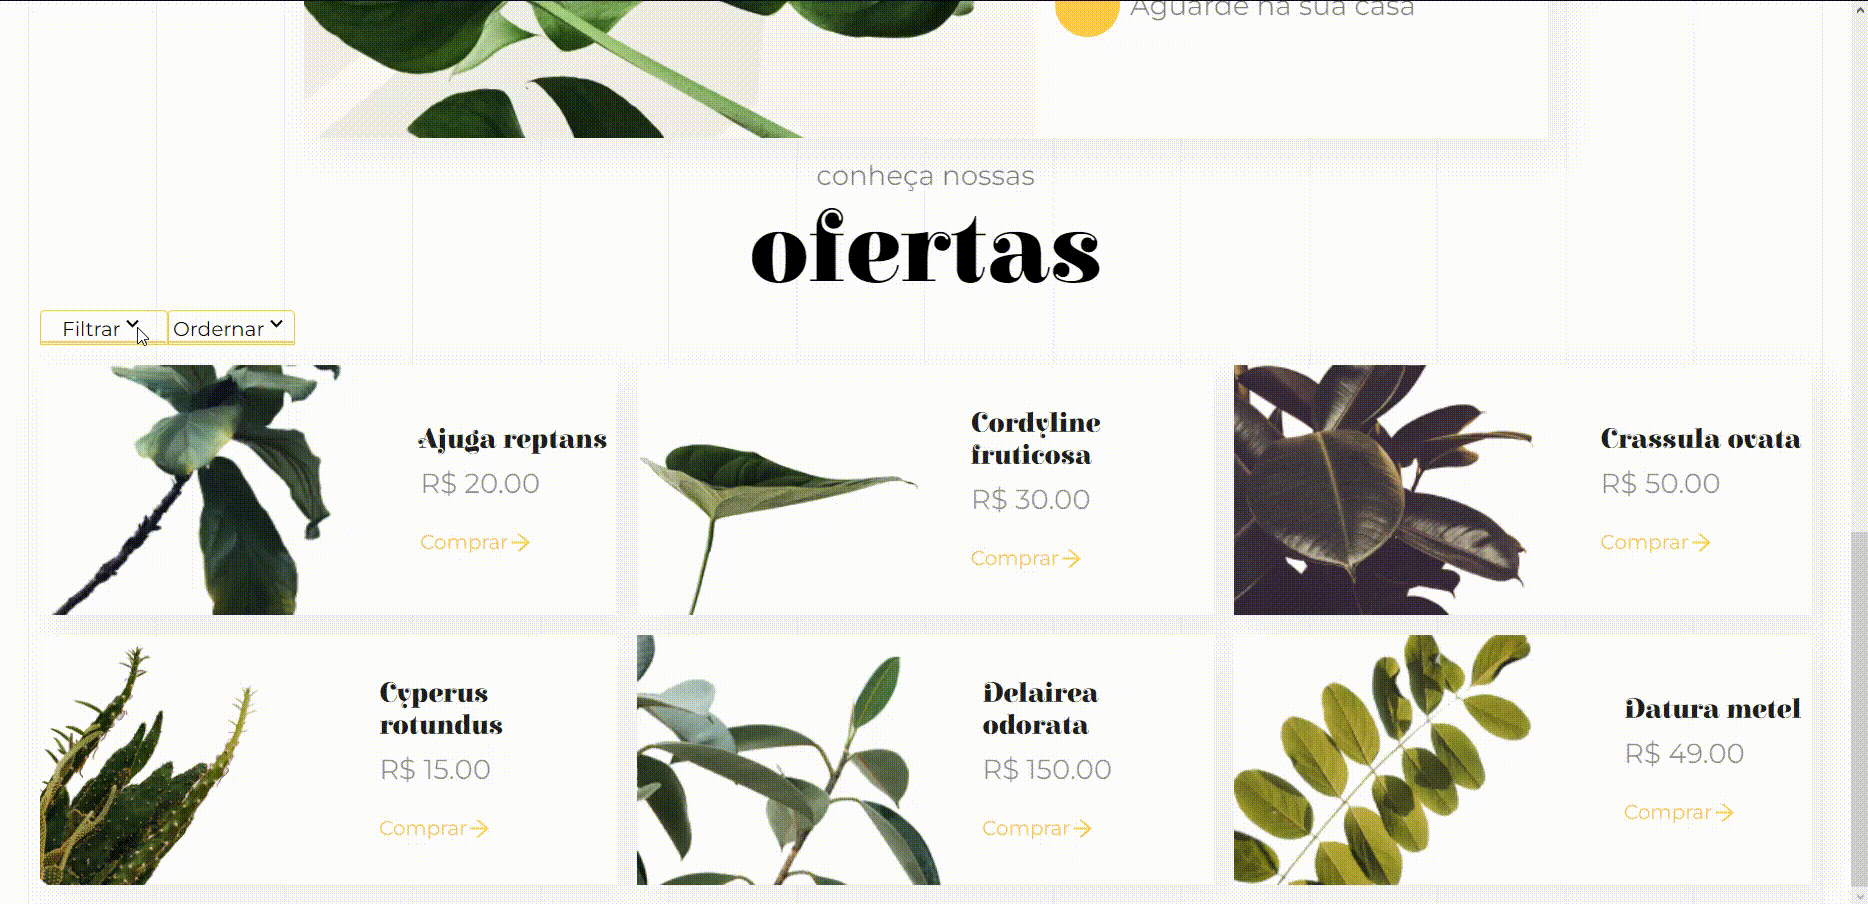 Aguarde na sua casa
conheça nossas
ofertas
Filtrar
Ordernar
Ajuga reptans
R$ 20.00
Comprar
Cordyline
fruticosa
R$ 30.00
Comprar
Crassula ovata
R$ 50.00
Comprar
Cyperus
rotundus
R$ 15.00
Comprar
Delairea
odorata
R$ 150.00
Comprar
Datura metel
R$ 49.00
Comprar